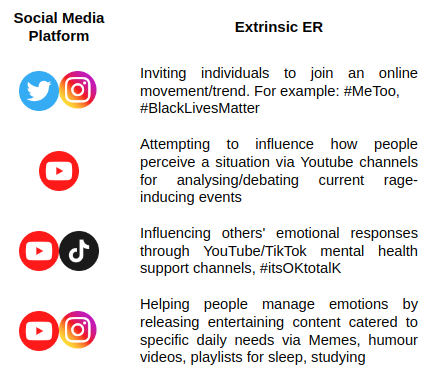 Social Media
Platform
Extrinsic ER
Inviting individuals to join an online
movement/trend. For example: #MeToo,
#BlackLivesMatter
Attempting to influence how people
perceive a situation via Youtube channels
for analysing/debating current rage-
inducing events
Influencing others' emotional responses
through YouTube/TikTok mental health
support channels, #itsOKtotalK
Helping people manage emotions by
releasing entertaining content catered to
specific daily needs via Memes, humour
videos, playlists for sleep, studying